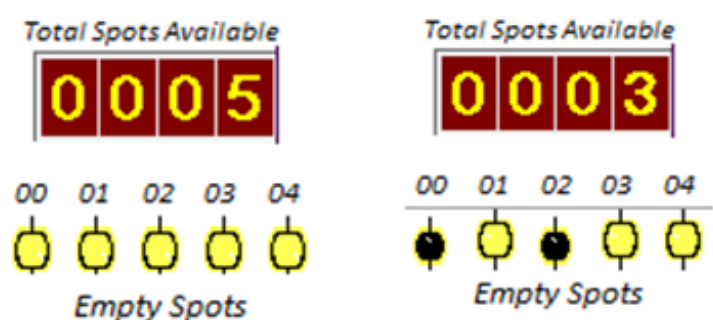 Total Spots Available
0005
00 01 02 03 04
Empty Spots
Total Spots Available
0003
00 01 02 03 04
Empty Spots